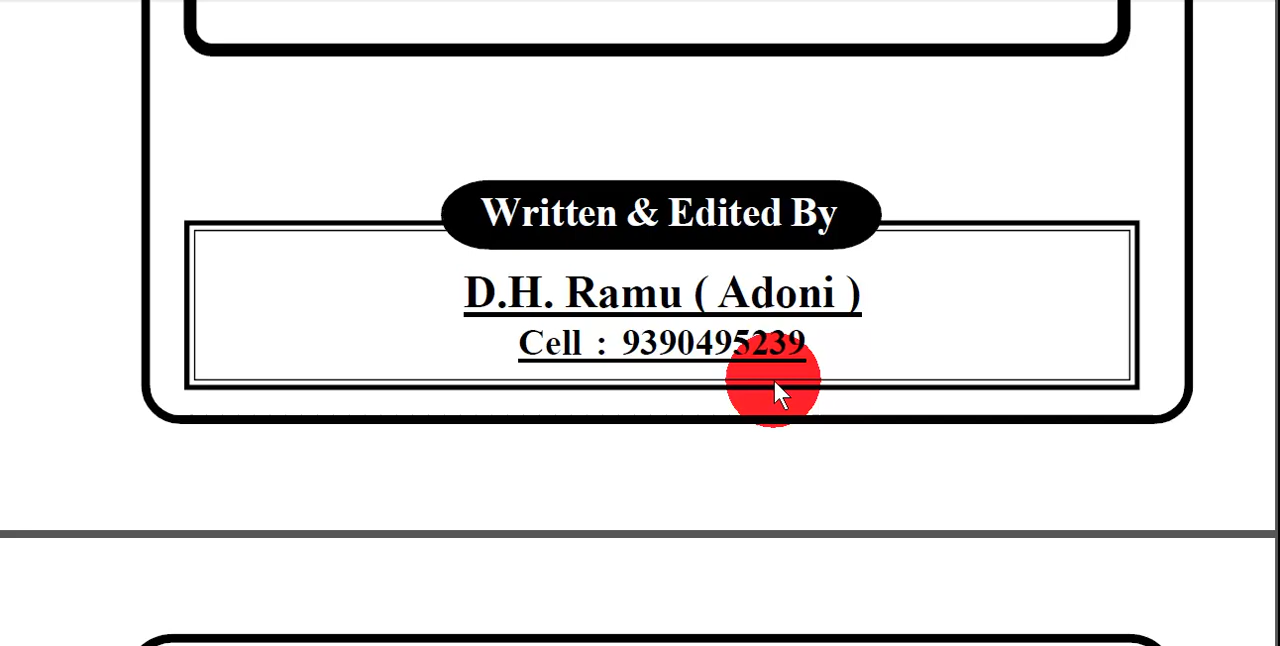 Written & Edited By
D.H. Ramu ( Adoni )
Cell : 9390495239